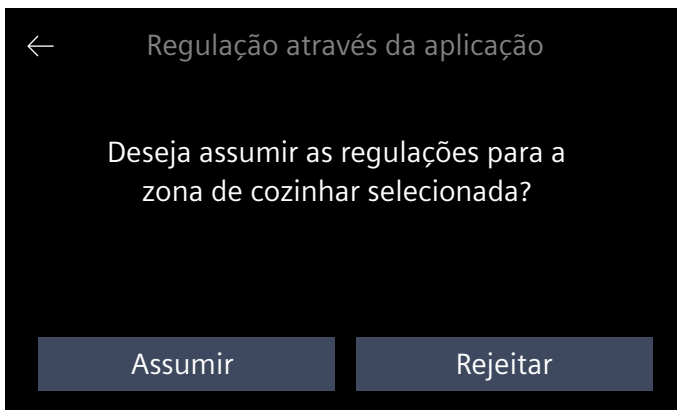 Regulação através da aplicação
Deseja assumir as regulações para a
zona de cozinhar selecionada?
Assumir
Rejeitar